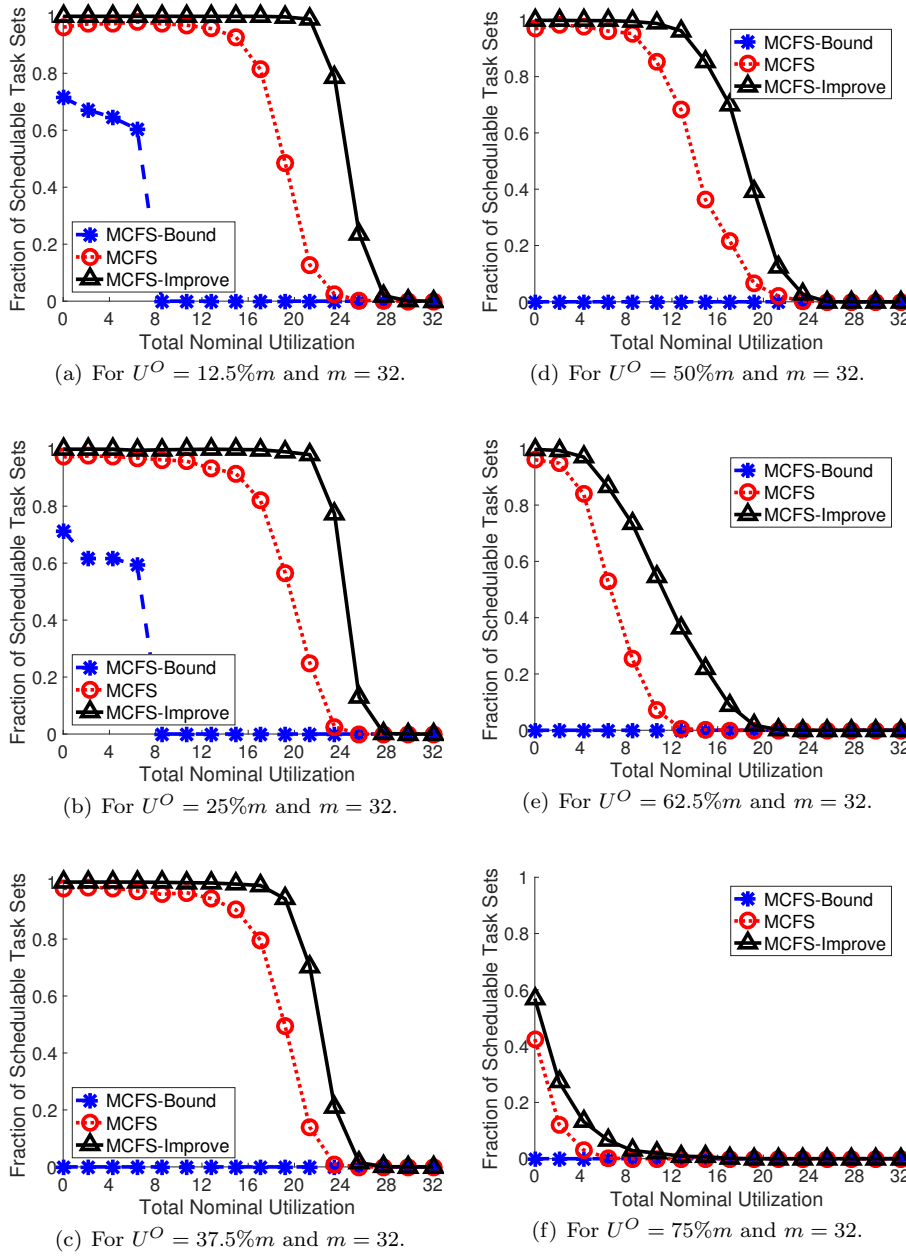 Fraction of Schedulable Task Sets
1
0.8
0.6
0.4
0.2
0
MCFS-Bound
MCFS
MCFS-Improve
0 4 8 12 16 20 24 28 32
Total Nominal Utilization
(a) For U^O = 12.5%m and m = 32.
Fraction of Schedulable Task Sets
1
0.8
0.6
0.4
0.2
0
MCFS-Bound
MCFS
MCFS-Improve
0 4 8 12 16 20 24 28 32
Total Nominal Utilization
(d) For U^O = 50%m and m = 32.
Fraction of Schedulable Task Sets
1
0.8
0.6
0.4
0.2
0
MCFS-Bound
MCFS
MCFS-Improve
0 4 8 12 16 20 24 28 32
Total Nominal Utilization
(b) For U^O = 25%m and m = 32.
Fraction of Schedulable Task Sets
1
0.8
0.6
0.4
0.2
0
MCFS-Bound
MCFS
MCFS-Improve
0 4 8 12 16 20 24 28 32
Total Nominal Utilization
(e) For U^O = 62.5%m and m = 32.
Fraction of Schedulable Task Sets
1
0.8
0.6
0.4
0.2
0
MCFS-Bound
MCFS
MCFS-Improve
0 4 8 12 16 20 24 28 32
Total Nominal Utilization
(c) For U^O = 37.5%m and m = 32.
Fraction of Schedulable Task Sets
1
0.8
0.6
0.4
0.2
0
MCFS-Bound
MCFS
MCFS-Improve
0 4 8 12 16 20 24 28 32
Total Nominal Utilization
(f) For U^O = 75%m and m = 32.